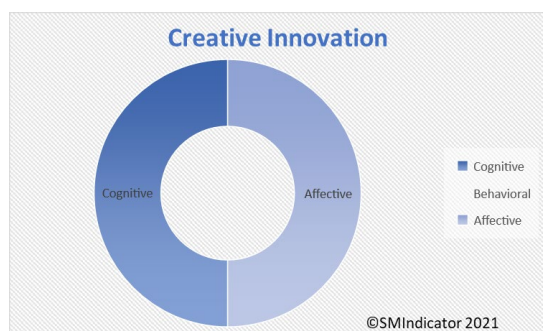 Creative Innovation
Cognitive
Affective
Cognitive
Behavioral
Affective
©SMIndicator 2021